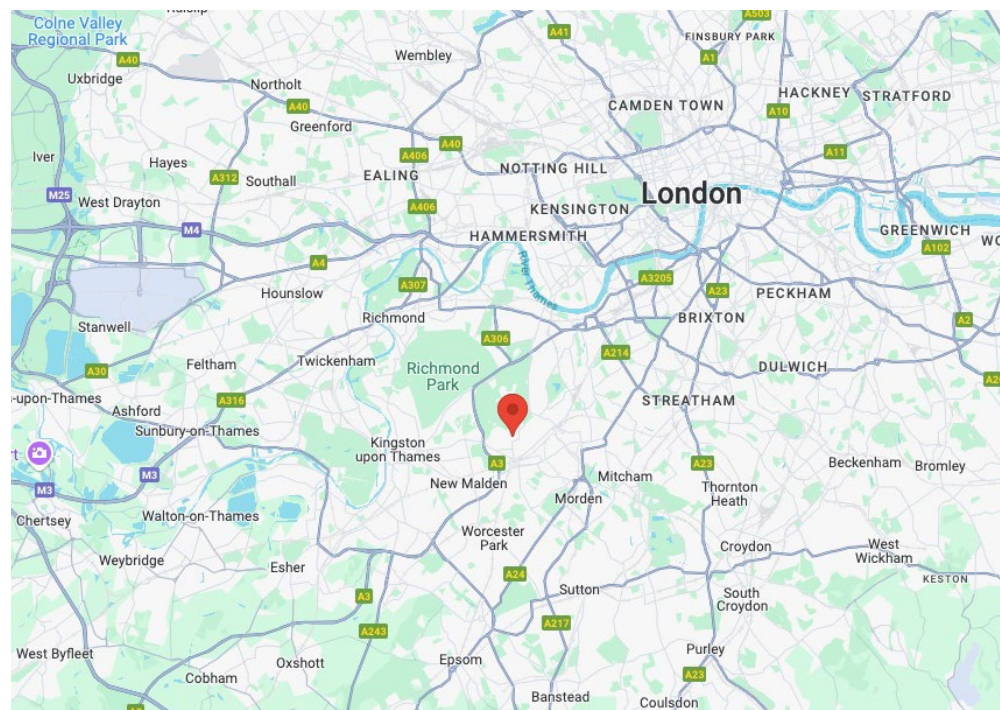 Colne Valley
Regional Park
A40
Uxbridge
Wembley
A41
A503
FINSBURY PARK
A1
Northolt
A40
Greenford
CAMDEN TOWN
HACKNEY
STRATFORD
A10
Iver
Hayes
A312
Southall
A406
A40
EALING
NOTTING HILL
A11
M25
West Drayton
M4
A406
KENSINGTON
London
HAMMERSMITH
GREENWICH
A102
A4
River Thames
A307
Hounslow
A3205
A23
PECKHAM
Stanwell
Richmond
A306
BRIXTON
A2
A30
Feltham
Twickenham
Richmond
Park
A214
DULWICH
-upon-Thames
Ashford
A316
STREATHAM
Sunbury-on-Thames
Kingston
upon Thames
A3
A23
Beckenham
Bromley
M3
M3
New Malden
Mitcham
Morden
Thornton
Heath
Chertsey
Walton-on-Thames
Worcester
Park
Croydon
West
Wickham
Weybridge
Esher
A24
Sutton
KESTON
A3
South
Croydon
A217
A243
West Byfleet
Oxshott
Epsom
Purley
Cobham
A23
Banstead
Coulsdon